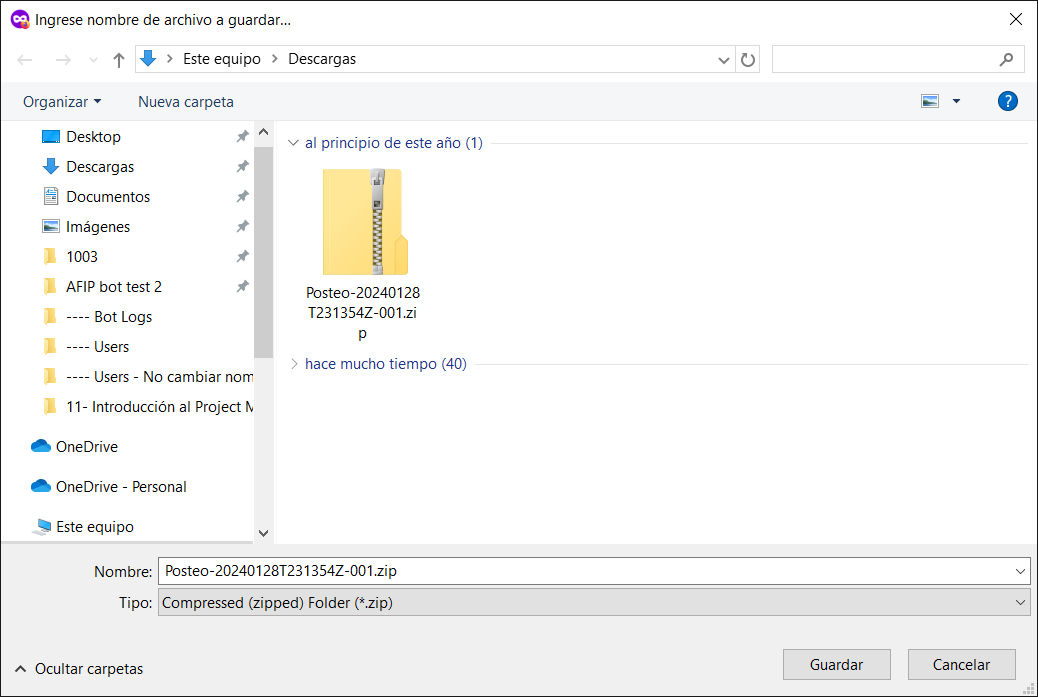 Ingrese nombre de archivo a guardar...
Este equipo > Descargas
Organizar
Nueva carpeta
?
Desktop
Descargas
Documentos
Imágenes
1003
AFIP bot test 2
---- Bot Logs
---- Users
---- Users - No cambiar nom
11- Introducción al Project M
OneDrive
OneDrive - Personal
Este equipo
al principio de este año (1)
Posteo-20240128
T231354Z-001.zi
p
hace mucho tiempo (40)
Nombre: Posteo-20240128T231354Z-001.zip
Tipo: Compressed (zipped) Folder (*.zip)
Ocultar carpetas
Guardar
Cancelar